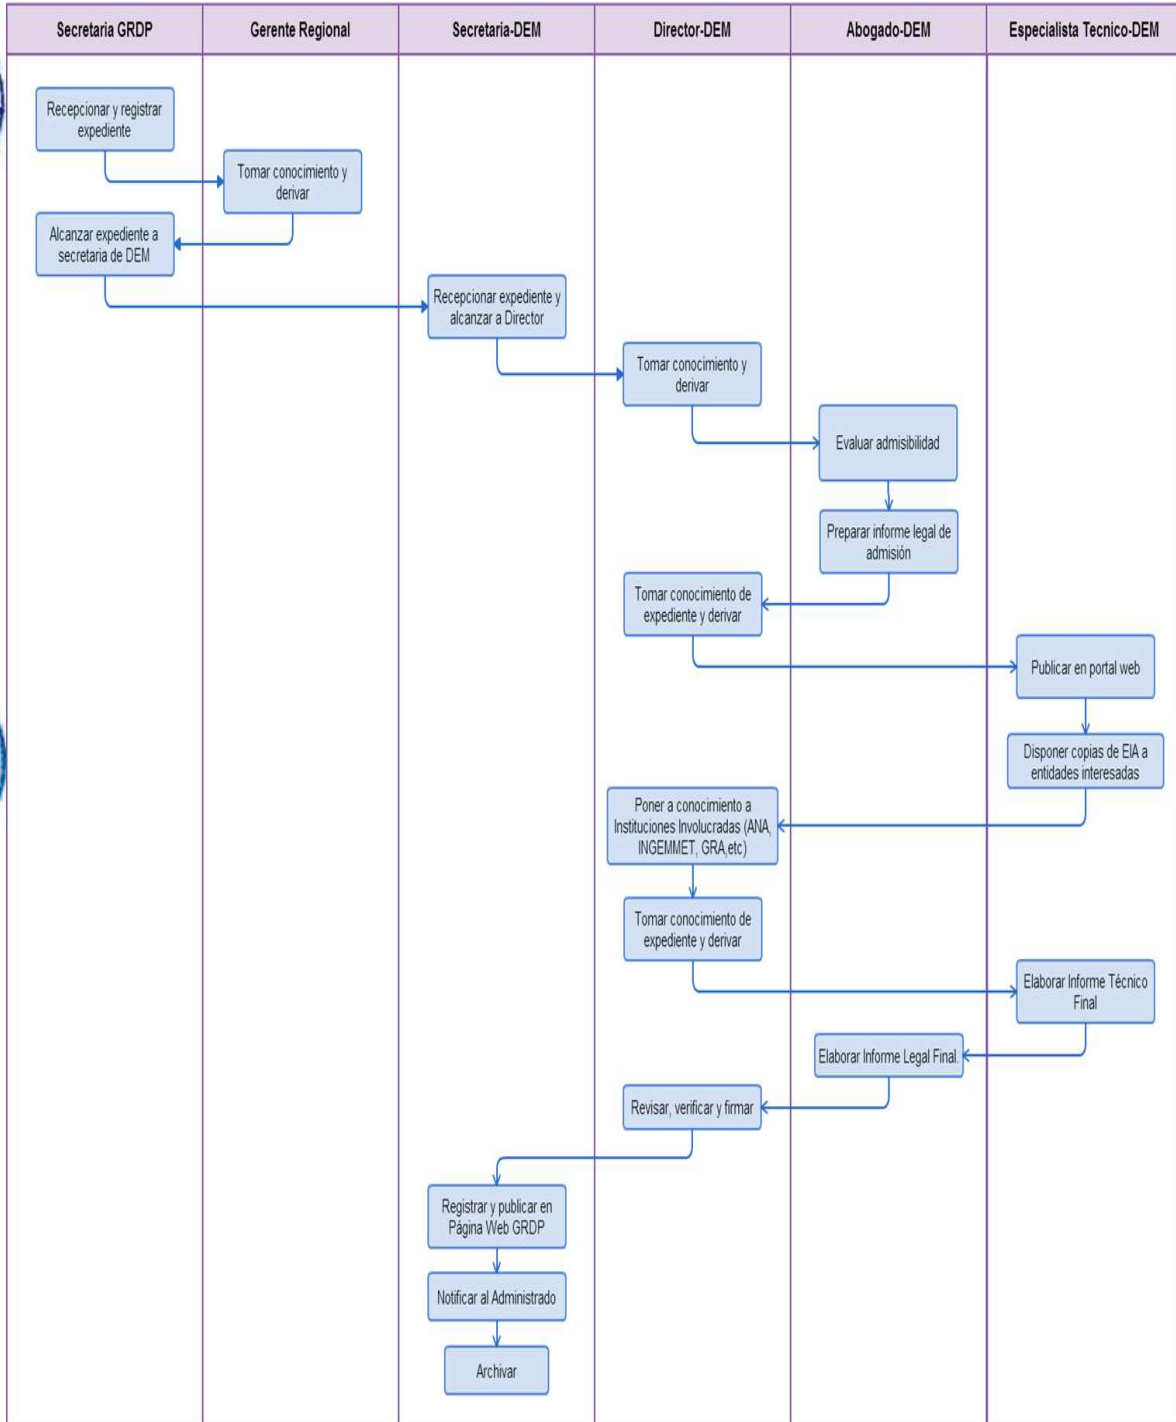 Secretaria GRDP
Gerente Regional
Secretaria-DEM
Director-DEM
Abogado-DEM
Especialista Tecnico-DEM
Recepcionar y registrar
expediente
Tomar conocimiento y
derivar
Alcanzar expediente a
secretaria de DEM
Recepcionar expediente y
alcanzar a Director
Tomar conocimiento y
derivar
Evaluar admisibilidad
Preparar informe legal de
admisión
Tomar conocimiento de
expediente y derivar
Publicar en portal web
Disponer copias de EIA a
entidades interesadas
Poner a conocimiento a
Instituciones Involucradas (ANA,
INGEMMET, GRA,etc)
Tomar conocimiento de
expediente y derivar
Elaborar Informe Técnico
Final
Elaborar Informe Legal Final.
Revisar, verificar y firmar
Registrar y publicar en
Página Web GRDP
Notificar al Administrado
Archivar